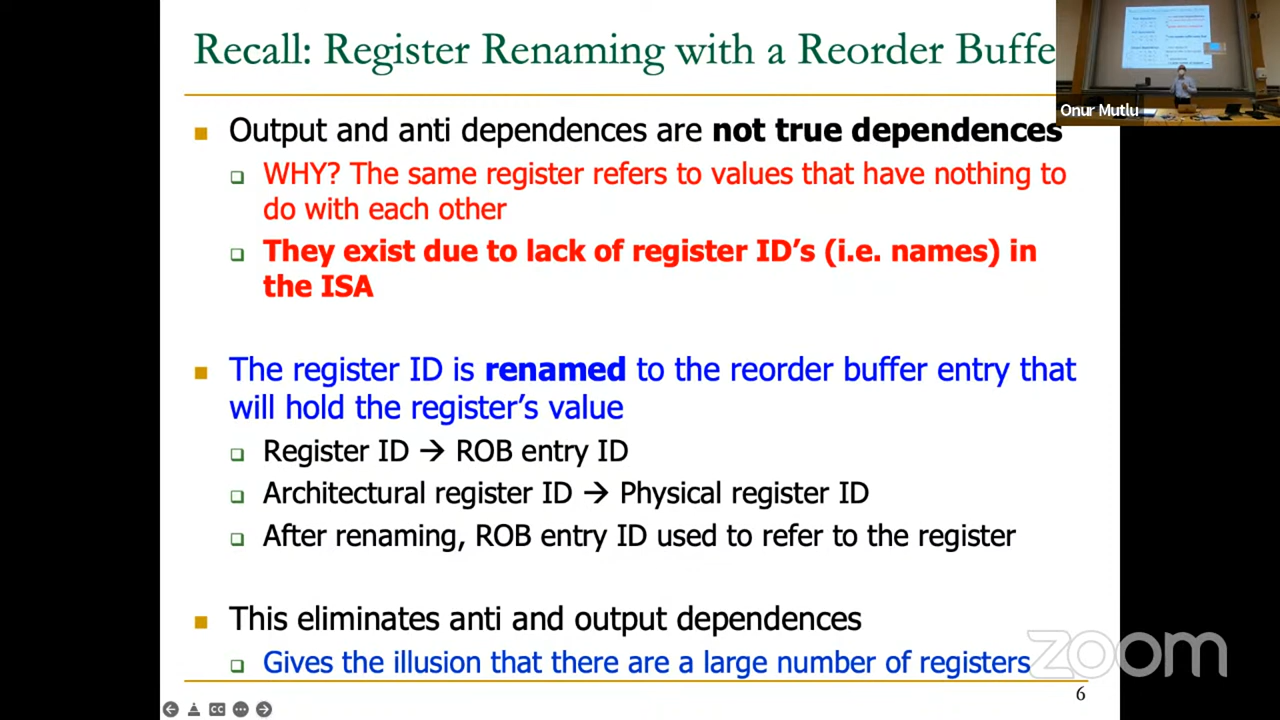 Recall: Register Renaming with a Reorder Buffe
Onur Mutlu
Output and anti dependences are not true dependences
WHY? The same register refers to values that have nothing to
do with each other
They exist due to lack of register ID's (i.e. names) in
the ISA
The register ID is renamed to the reorder buffer entry that
will hold the register's value
Register ID → ROB entry ID
Architectural register ID → Physical register ID
After renaming, ROB entry ID used to refer to the register
This eliminates anti and output dependences
Gives the illusion that there are a large number of registers
zoom
6
CC